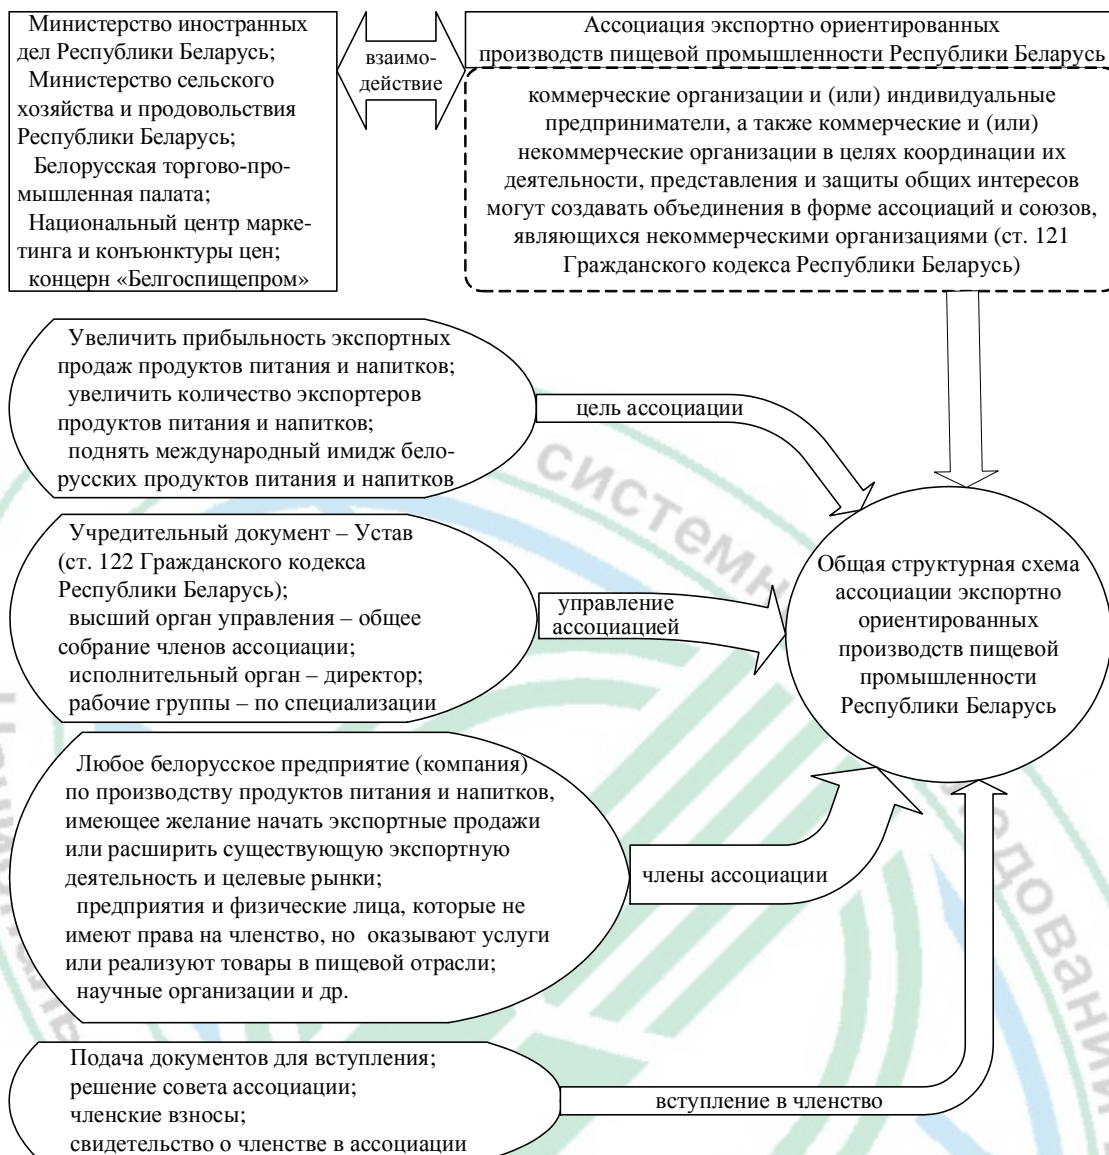 Министерство иностранных
дел Республики Беларусь;
Министерство сельского
хозяйства и продовольствия
Республики Беларусь;
Белорусская торгово-про-
мышленная палата;
Национальный центр марке-
тинга и конъюнктуры цен;
концерн «Белгоспищепром»
взаимо-
действие
Ассоциация экспортно ориентированных
производств пищевой промышленности Республики Беларусь
коммерческие организации и (или) индивидуальные
предприниматели, а также коммерческие и (или)
некоммерческие организации в целях координации их
деятельности, представления и защиты общих интересов
могут создавать объединения в форме ассоциаций и союзов,
являющихся некоммерческими организациями (ст. 121
Гражданского кодекса Республики Беларусь)
Увеличить прибыльность экспортных
продаж продуктов питания и напитков;
увеличить количество экспортеров
продуктов питания и напитков;
поднять международный имидж бело-
русских продуктов питания и напитков
цель ассоциации
Учредительный документ – Устав
(ст. 122 Гражданского кодекса
Республики Беларусь);
высший орган управления – общее
собрание членов ассоциации;
исполнительный орган – директор;
рабочие группы – по специализации
управление
ассоциацией
Общая структурная схема
ассоциации экспортно
ориентированных
производств пищевой
промышленности
Республики Беларусь
Любое белорусское предприятие (компания)
по производству продуктов питания и напитков,
имеющее желание начать экспортные продажи
или расширить существующую экспортную
деятельность и целевые рынки;
предприятия и физические лица, которые не
имеют права на членство, но оказывают услуги
или реализуют товары в пищевой отрасли;
научные организации и др.
члены ассоциации
Подача документов для вступления;
решение совета ассоциации;
членские взносы;
свидетельство о членстве в ассоциации
вступление в членство